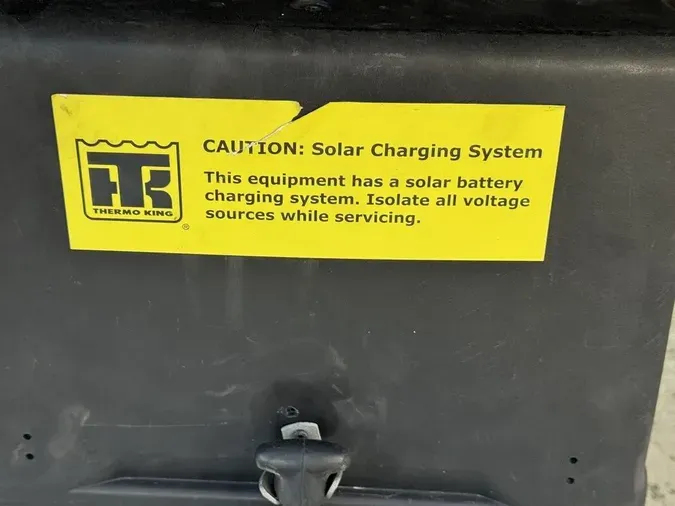 CAUTION: Solar Charging System
This equipment has a solar battery
charging system. Isolate all voltage
sources while servicing.
TK
THERMO KING
®